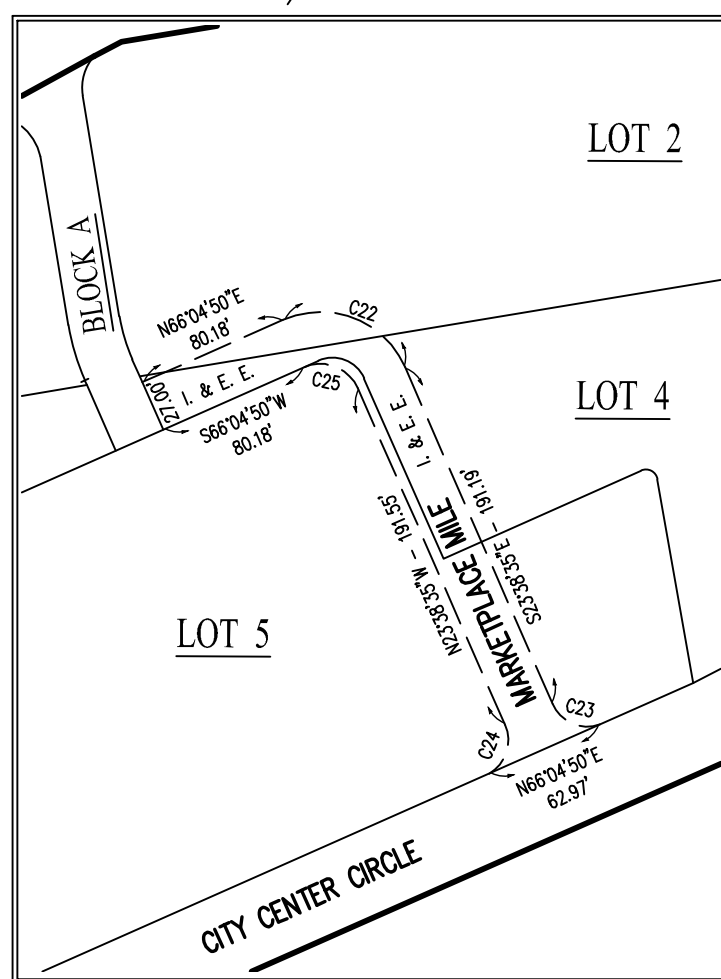 LOT 2
BLOCK A
N66°04'50"E
80.18'
C22
27.00'
I. & E. E.
C25
S66°04'50"W
80.18'
I. & E. E.
LOT 4
MARKETPLACE MILE
N23°38'35"W - 191.55'
S23°38'35"E - 191.19'
LOT 5
C23
C24
N66°04'50"E
62.97'
CITY CENTER CIRCLE